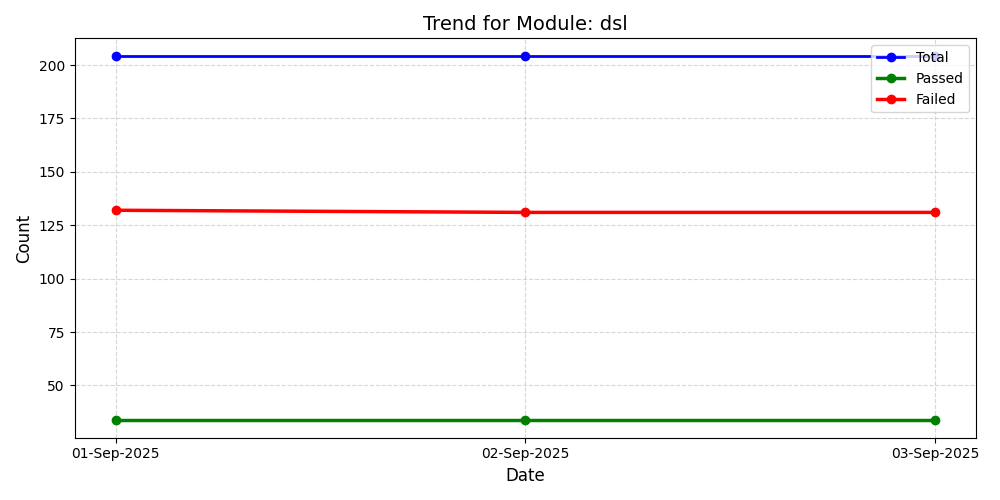 Trend for Module: dsl
Total
Passed
Failed
200
175
150
125
100
75
50
Count
01-Sep-2025
02-Sep-2025
03-Sep-2025
Date